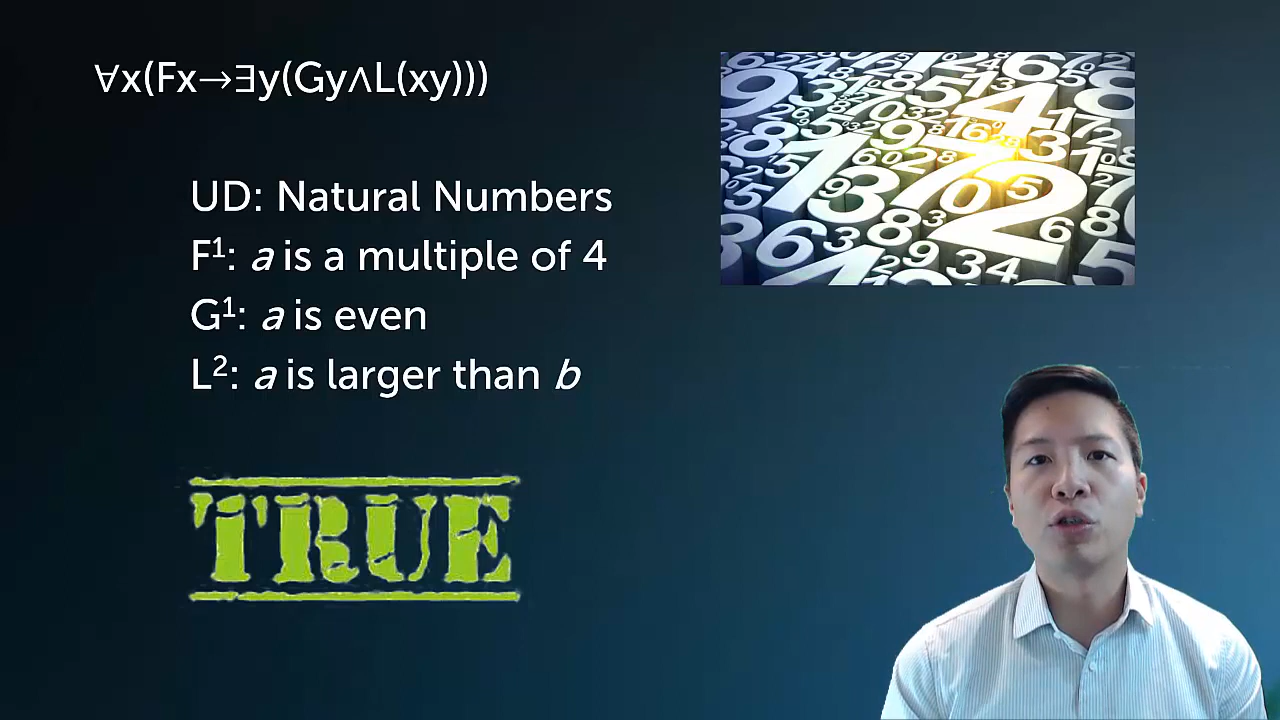 ∀x(Fx→∃y(Gy∧L(xy)))
UD: Natural Numbers
F¹: a is a multiple of 4
G¹: a is even
L²: a is larger than b
TRUE